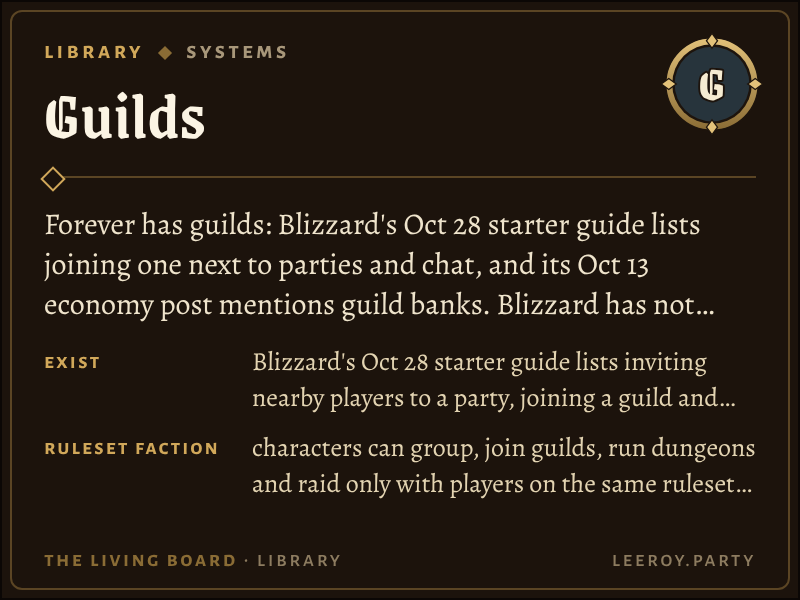 LIBRARY ◆ SYSTEMS
G
Guilds
Forever has guilds: Blizzard's Oct 28 starter guide lists
joining one next to parties and chat, and its Oct 13
economy post mentions guild banks. Blizzard has not...
EXIST
Blizzard's Oct 28 starter guide lists inviting
nearby players to a party, joining a guild and...
RULESET FACTION
characters can group, join guilds, run dungeons
and raid only with players on the same ruleset...
THE LIVING BOARD · LIBRARY
LEEROY.PARTY